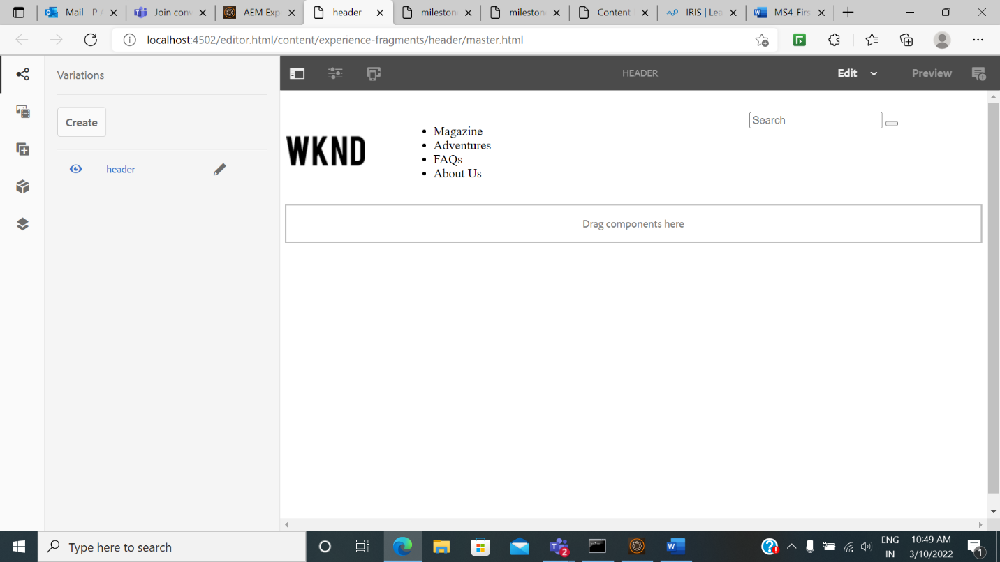 Mail - P A
Join conv
AEM Exp
header
milestone
milestone
Content
IRIS | Lea
MS4_Firs
localhost:4502/editor.html/content/experience-fragments/header/master.html
Variations
HEADER
Edit
Preview
Create
header
WKND
Magazine
Adventures
FAQs
About Us
Search
Drag components here
Type here to search
2
ENG
IN
10:49 AM
3/10/2022
1